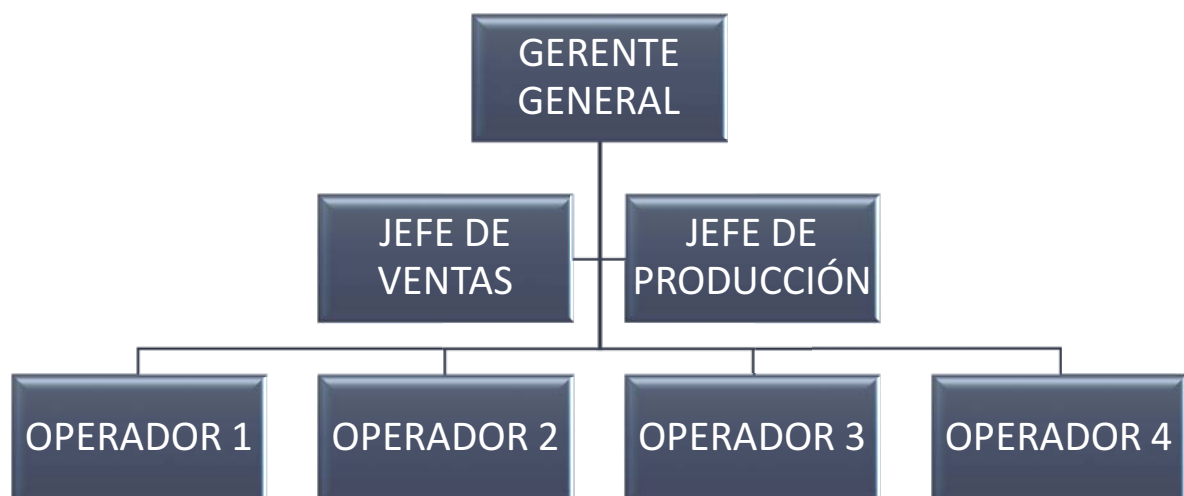 GERENTE
GENERAL
JEFE DE
VENTAS
JEFE DE
PRODUCCIÓN
OPERADOR 1
OPERADOR 2
OPERADOR 3
OPERADOR 4